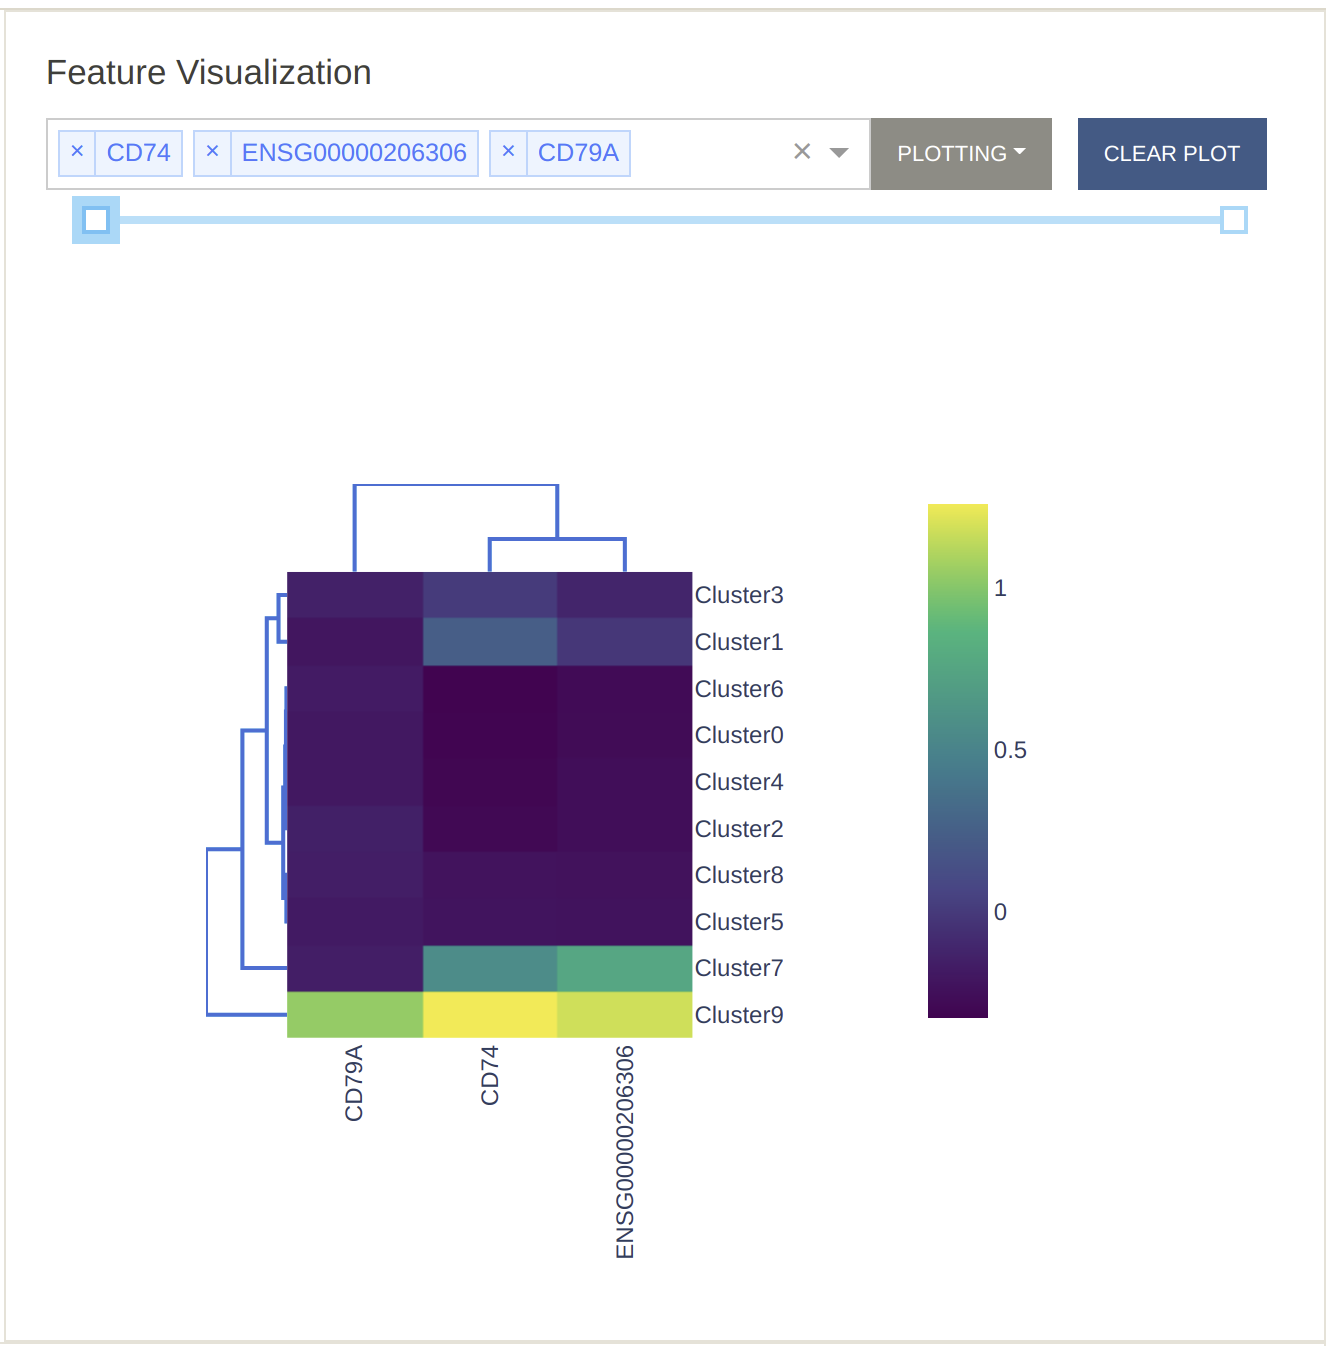 Feature Visualization
× CD74 × ENSG00000206306 × CD79A × PLOTTING CLEAR PLOT
1
0.5
0
Cluster3
Cluster1
Cluster6
Cluster0
Cluster4
Cluster2
Cluster8
Cluster5
Cluster7
Cluster9
CD79A
CD74
ENSG00000206306